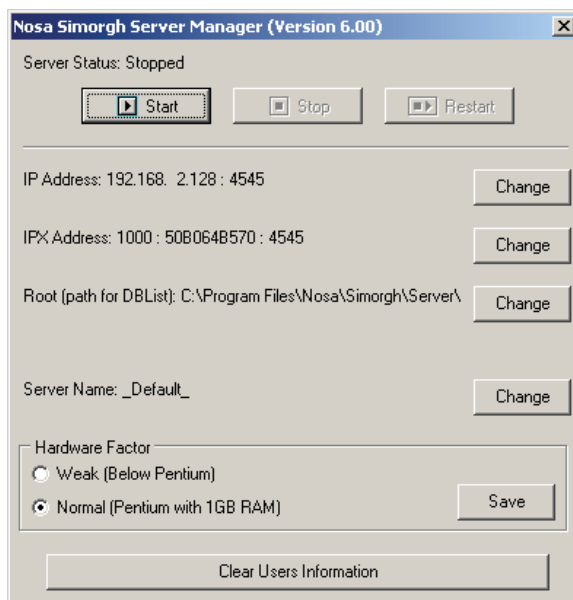 Nosa Simorgh Server Manager (Version 6.00)
Server Status: Stopped
Start Stop Restart
IP Address: 192.168. 2.128 : 4545 Change
IPX Address: 1000 : 50B064B570 : 4545 Change
Root (path for DBList): C:\Program Files\Nosa\Simorgh\Server\ Change
Server Name: _Default_ Change
Hardware Factor
Weak (Below Pentium)
Normal (Pentium with 1GB RAM) Save
Clear Users Information